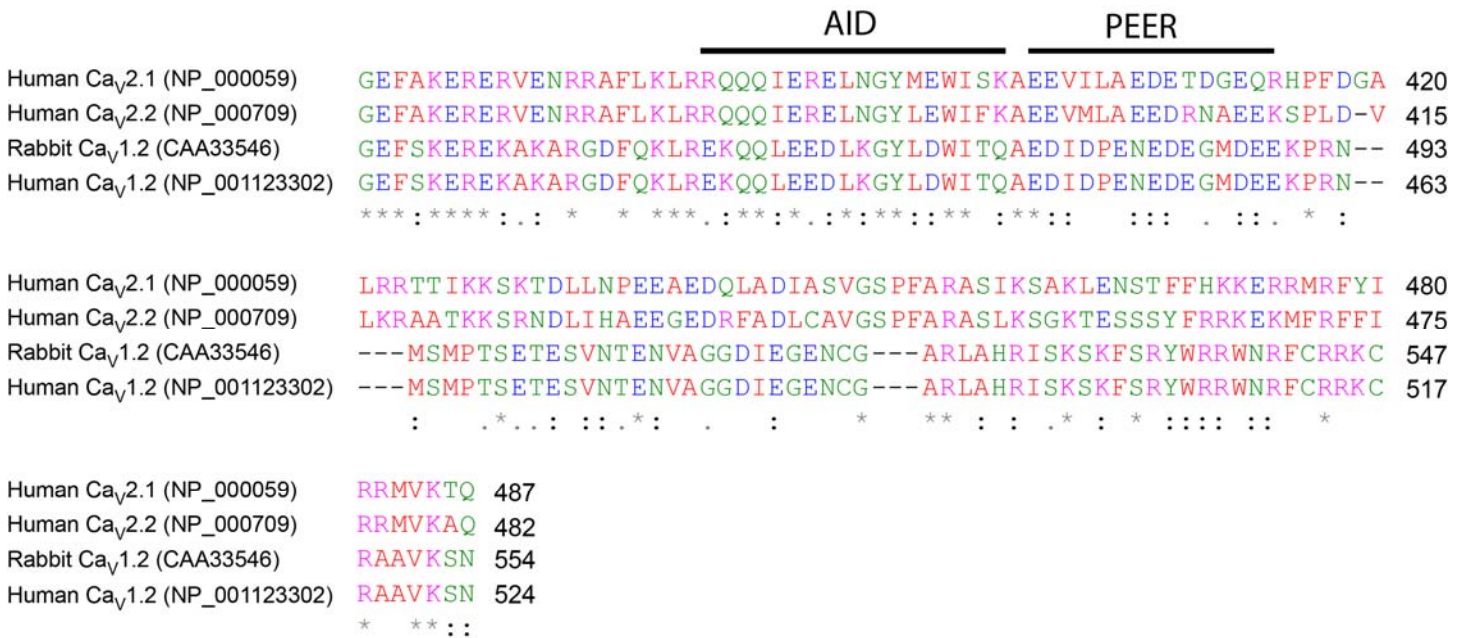 AID PEER
Human CaV2.1 (NP_000059) GEFAKERERVENRRAFLKLRRQQQIERELNGYMEWISKAEEVILAEDETDGEQRHPFDGA 420
Human CaV2.2 (NP_000709) GEFAKERERVENRRAFLKLRRQQQIERELNGYLEWIFKAEEVMLAEEDRNAEEKSPLD-V 415
Rabbit CaV1.2 (CAA33546) GEFSKEREKAKARGDFQKLREKQQLEEDLKGYLDWITQAEDIDPENEDEGMDEEKPRN-- 493
Human CaV1.2 (NP_001123302) GEFSKEREKAKARGDFQKLREKQQLEEDLKGYLDWITQAEDIDPENEDEGMDEEKPRN-- 463
***:****:.: * * ***.:**:*.:*:**::** :**:: ::: . ::. * :
Human CaV2.1 (NP_000059) LRRTTIKKSKTDLLNPEEAEDQLADIASVGSPFARASIKSAKLENSTFFHKKERRMRFYI 480
Human CaV2.2 (NP_000709) LKRAATKKSRNDLIHAEEGEDRFADLCAVGSPFARASLKSGKTESSSYFRRKEKMFRFFI 475
Rabbit CaV1.2 (CAA33546) ---MSMPTSETESVNTENVAGGDIEGENCG---ARLAHRISKSKFSRYWRRWNRFCRRKC 547
Human CaV1.2 (NP_001123302) ---MSMPTSETESVNTENVAGGDIEGENCG---ARLAHRISKSKFSRYWRRWNRFCRRKC 517
: .*..: ::.*: . : * ** : : .* : * :::: :: *
Human CaV2.1 (NP_000059) RRMVKTQ 487
Human CaV2.2 (NP_000709) RRMVKAQ 482
Rabbit CaV1.2 (CAA33546) RAAVKSN 554
Human CaV1.2 (NP_001123302) RAAVKSN 524
* **::